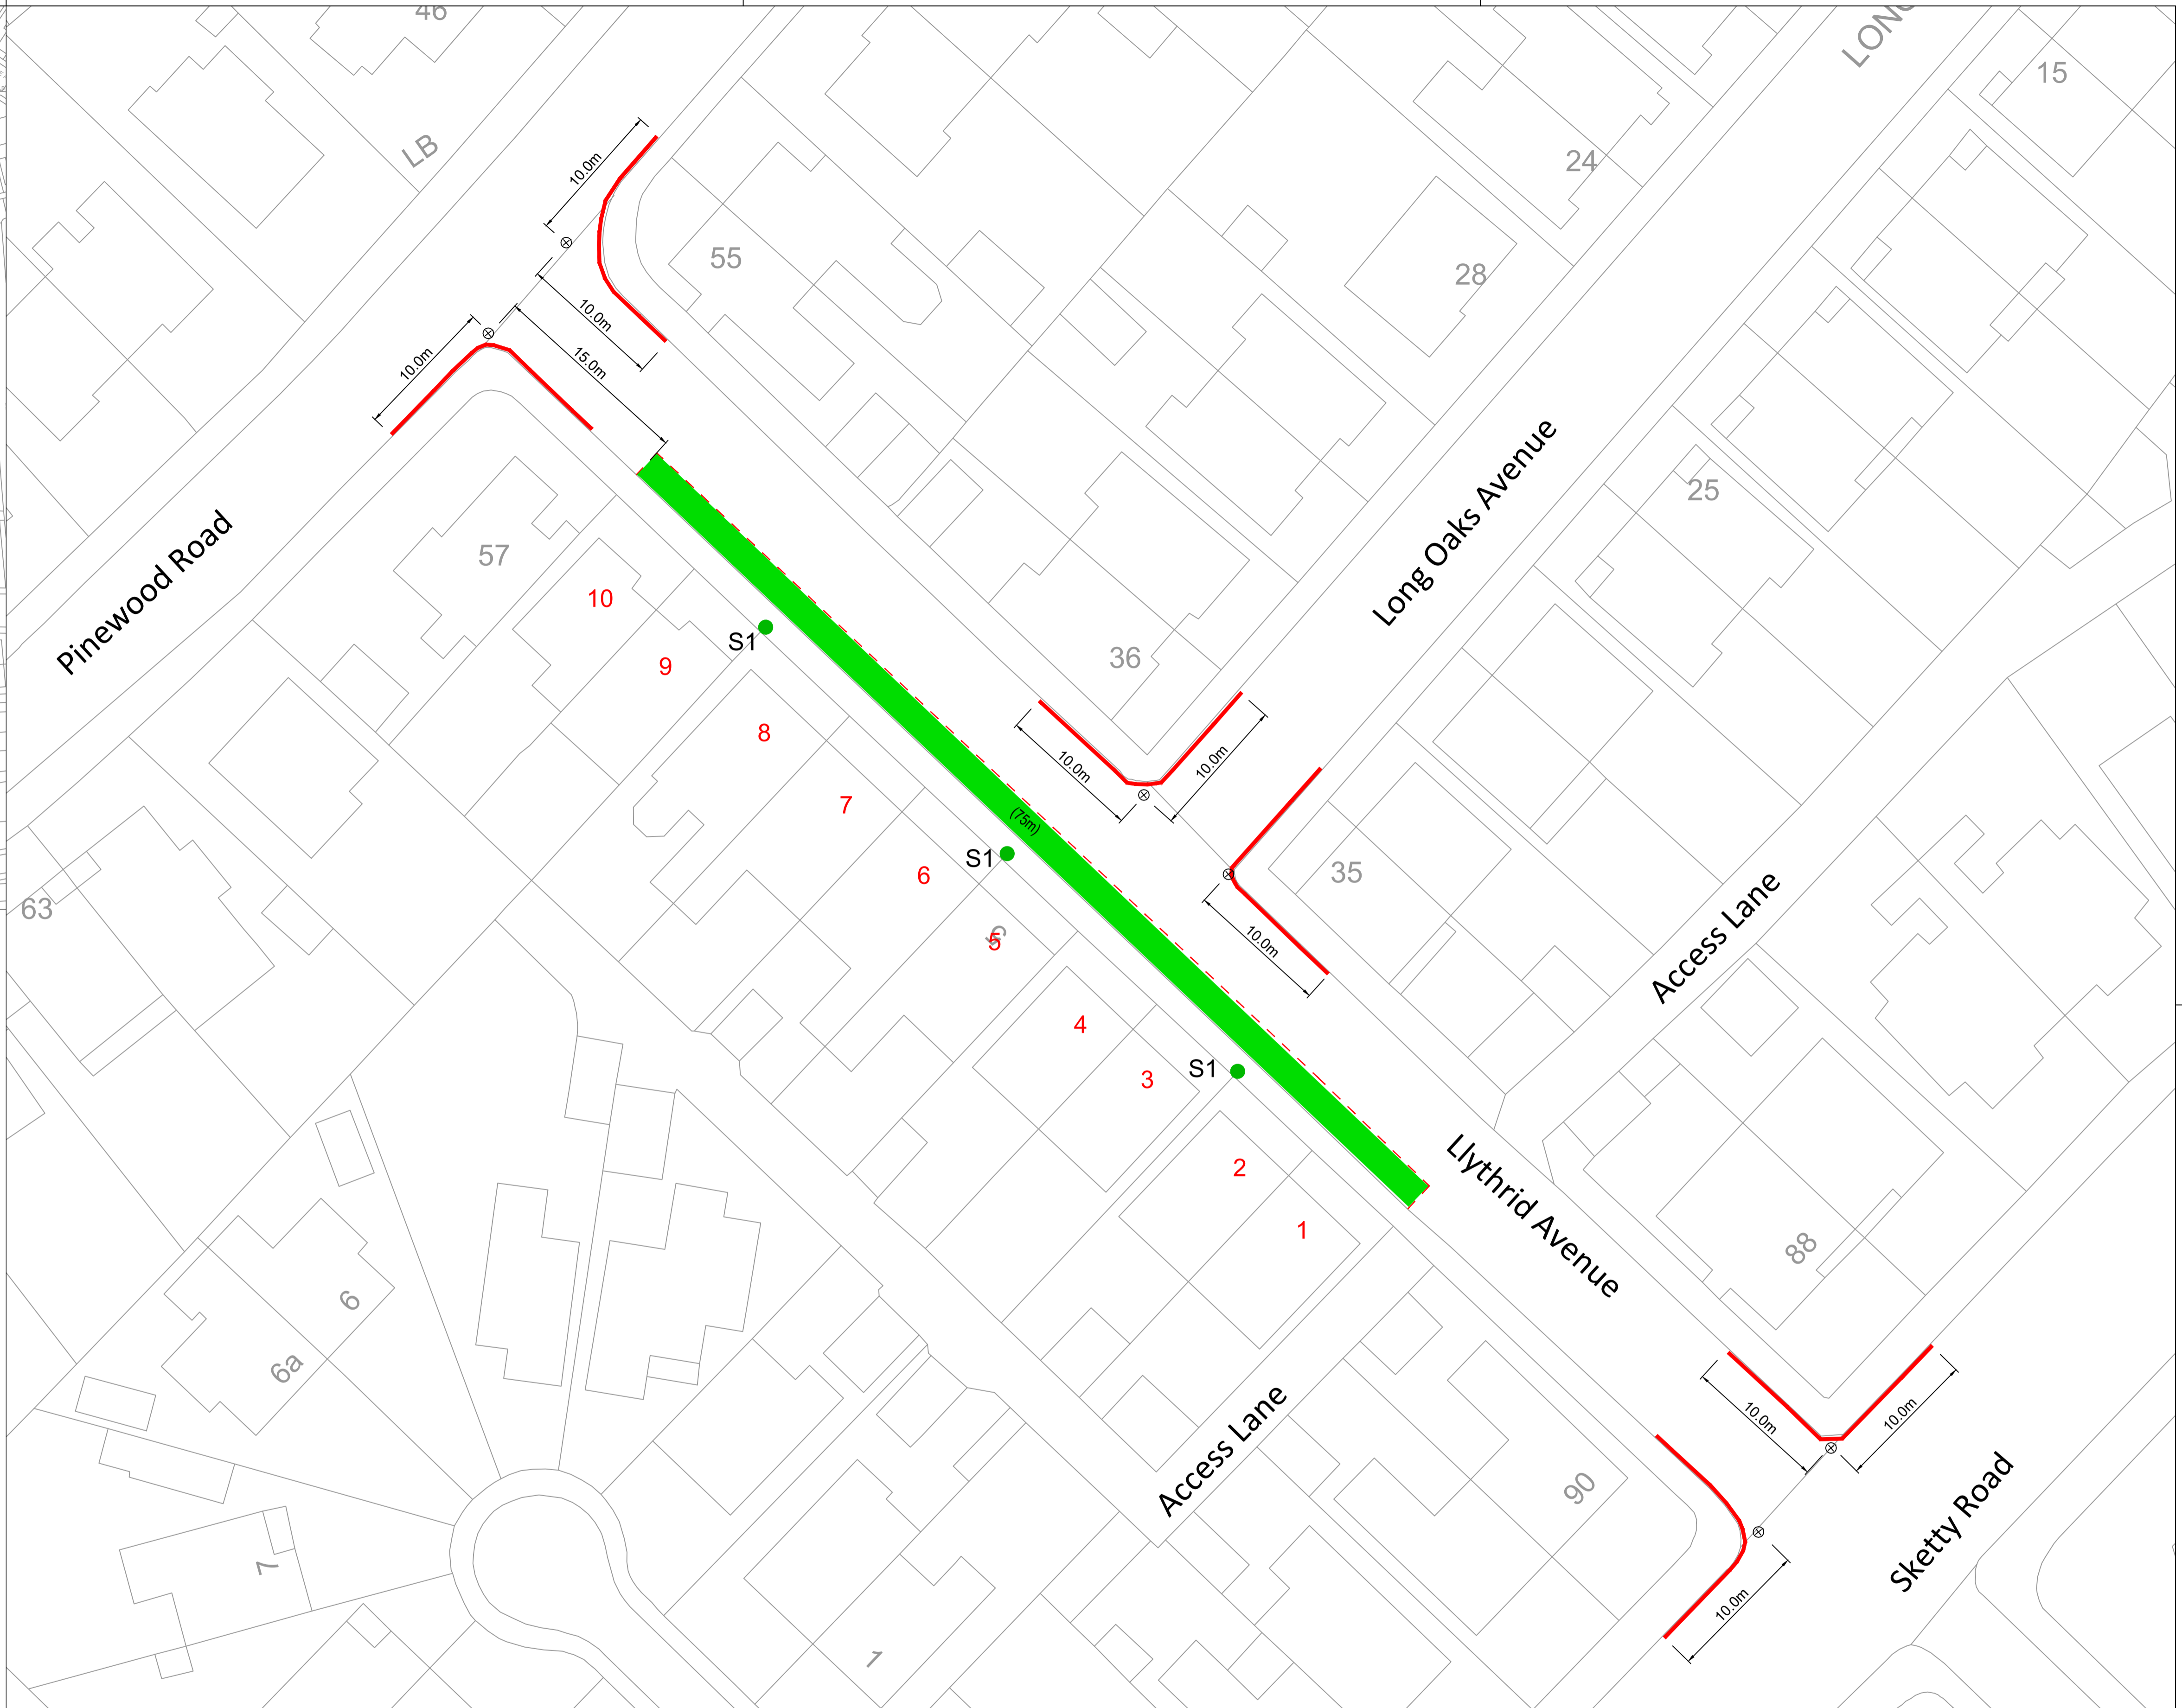 46
LONG
15
LB
10.0m
24
55
28
10.0m
15.0m
10.0m
Long Oaks Avenue
25
Pinewood Road
57
10
S1
9
36
8
10.0m
10.0m
7
(75m)
S1
6
35
63
5
10.0m
Access Lane
4
S1
3
2
Llythrid Avenue
1
88
6
6a
10.0m
10.0m
Access Lane
90
Sketty Road
7
10.0m
1